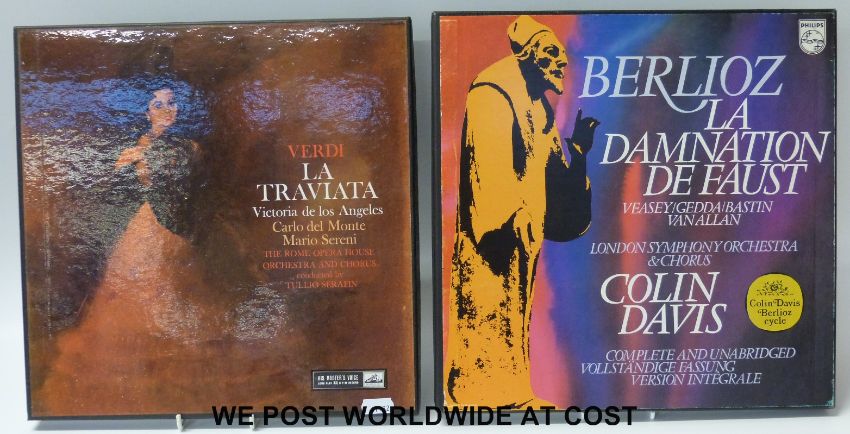 VERDI
LA
TRAVIATA
Victoria de los Angeles
Carlo del Monte
Mario Sereni
THE ROME OPERA HOUSE
ORCHESTRA AND CHORUS
conducted by
TULLIO SERAFIN
HIS MASTER'S VOICE
PHILIPS
BERLIOZ
LA
DAMNATION
DE FAUST
VEASEY/GEDDA/BASTIN
VAN ALLAN
LONDON SYMPHONY ORCHESTRA
& CHORUS
COLIN
DAVIS
Colin Davis
Berlioz
cycle
COMPLETE AND UNABRIDGED
VOLLSTÄNDIGE FASSUNG
VERSION INTÉGRALE
WE POST WORLDWIDE AT COST